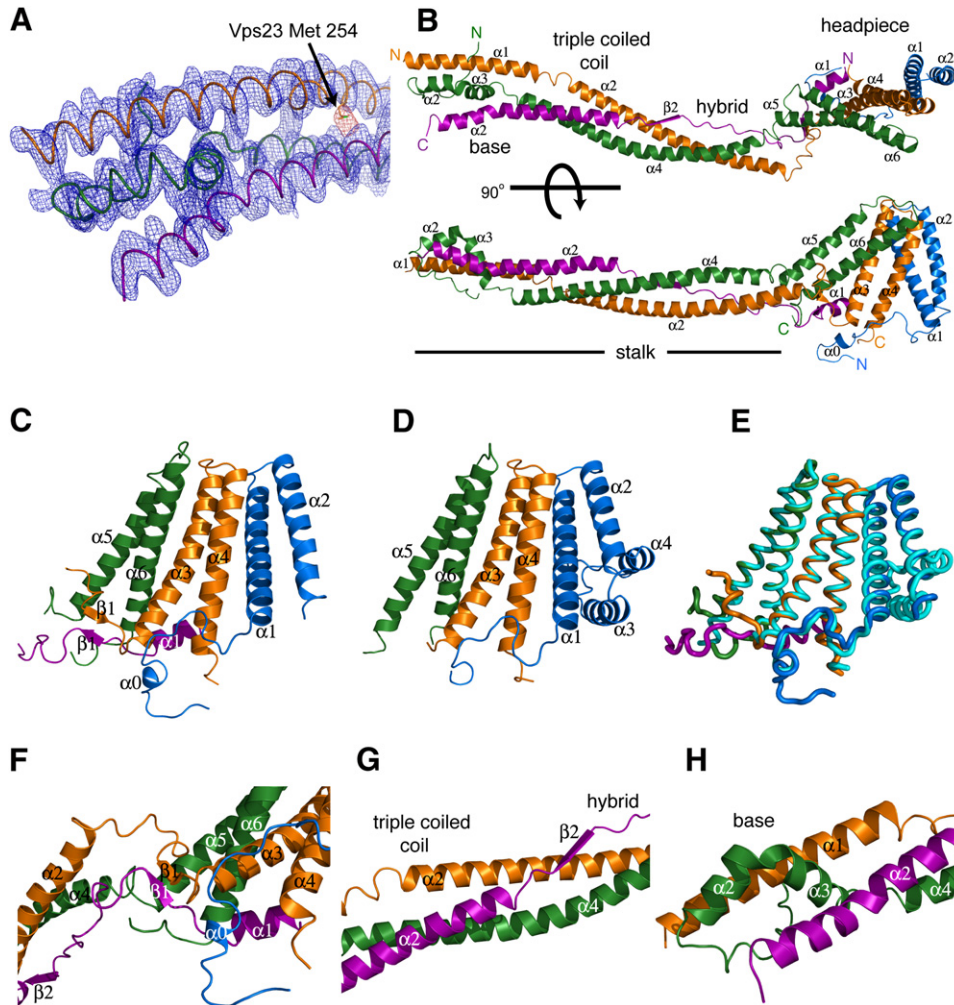 A
Vps23 Met 254
B
N
N
α1
triple coiled
coil
headpiece
α3
α2
α2
β2
hybrid
α1
N
α4
α1
α2
α3
α5
C
α2
base
α4
α6
90°
α2
α3
α1
α2
α4
α5
α6
α2
α2
C
α1
α3
α4
α1
α0
C
N
stalk
C
α5
α6
α3
α4
α2
β1
β1
α1
α1
α0
D
α5
α6
α3
α4
α2
α4
α1
α3
E
F
α2
α4
α5
α6
α3
β1
β1
α4
α0
α1
β2
G
triple coiled
coil
hybrid
β2
α2
α4
α2
H
base
α1
α2
α3
α2
α4